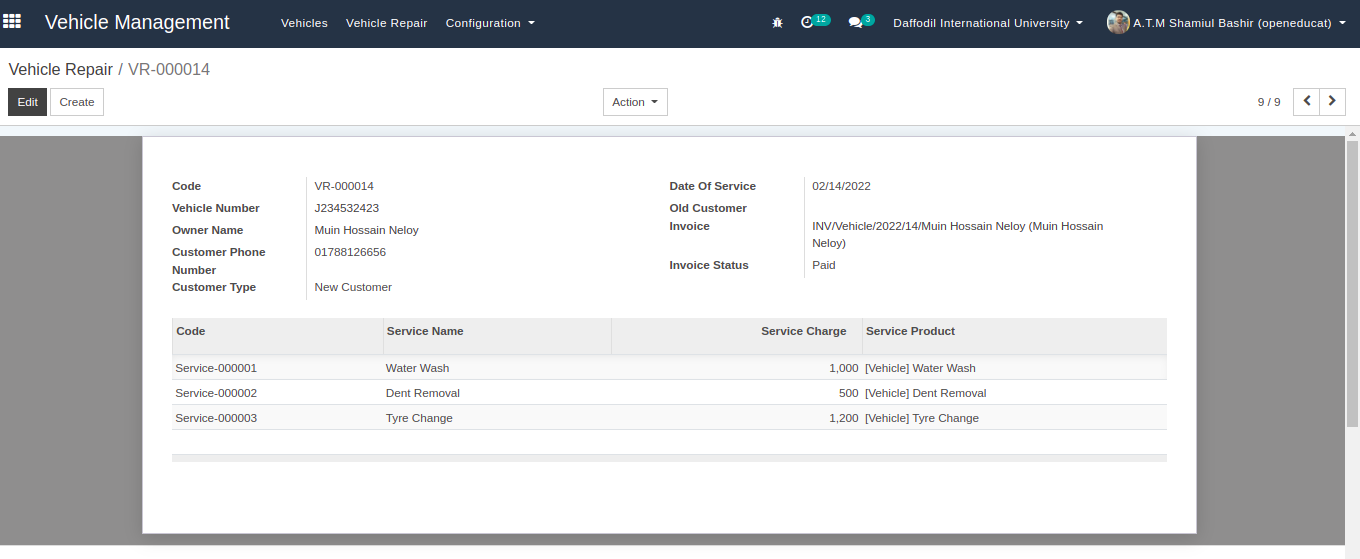 Vehicle Management Vehicles Vehicle Repair Configuration 12 3 Daffodil International University A.T.M Shamiul Bashir (openeducat)
Vehicle Repair / VR-000014
Edit Create Action 9 / 9
Code VR-000014
Vehicle Number J234532423
Owner Name Muin Hossain Neloy
Customer Phone Number 01788126656
Customer Type New Customer
Date Of Service 02/14/2022
Old Customer
Invoice INV/Vehicle/2022/14/Muin Hossain Neloy (Muin Hossain
Neloy)
Invoice Status Paid
Code Service Name Service Charge Service Product
Service-000001 Water Wash 1,000 [Vehicle] Water Wash
Service-000002 Dent Removal 500 [Vehicle] Dent Removal
Service-000003 Tyre Change 1,200 [Vehicle] Tyre Change